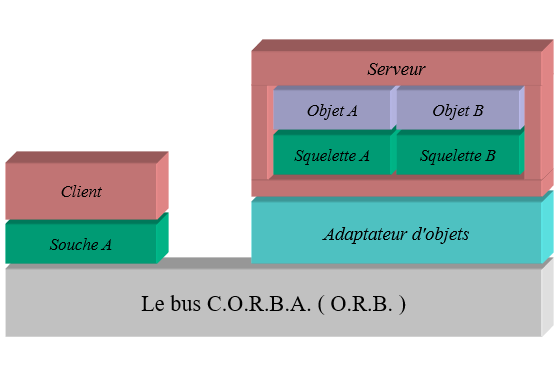 Serveur
Objet A
Objet B
Squelette A
Squelette B
Client
Souche A
Adaptateur d'objets
Le bus C.O.R.B.A. ( O.R.B. )